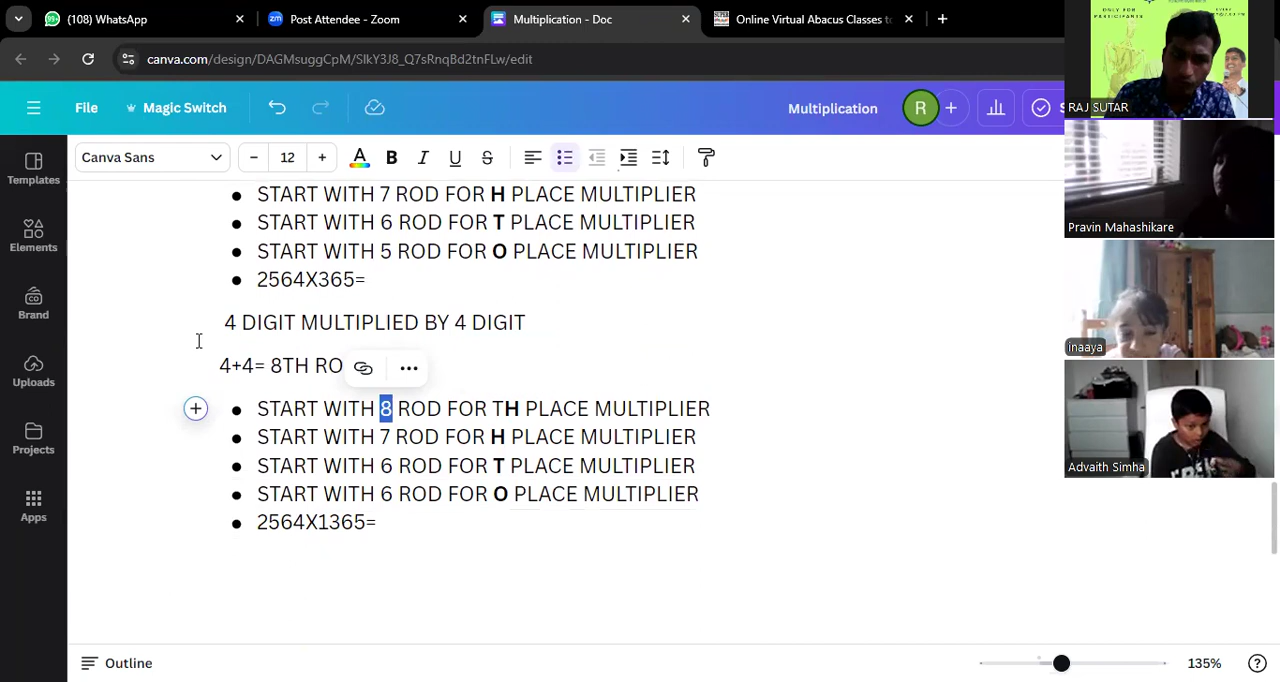 (108) WhatsApp
Post Attendee - Zoom
Multiplication - Doc
Online Virtual Abacus Classes to
canva.com/design/DAGMsuggCpM/SlkY3J8_Q7sRnqBd2tnFLw/edit
File
Magic Switch
Multiplication
R
Canva Sans
12
A
B
I
U
S
Templates
Elements
Brand
Uploads
Projects
Apps
START WITH 7 ROD FOR H PLACE MULTIPLIER
START WITH 6 ROD FOR T PLACE MULTIPLIER
START WITH 5 ROD FOR O PLACE MULTIPLIER
2564X365=
4 DIGIT MULTIPLIED BY 4 DIGIT
4+4= 8TH RO
START WITH 8 ROD FOR TH PLACE MULTIPLIER
START WITH 7 ROD FOR H PLACE MULTIPLIER
START WITH 6 ROD FOR T PLACE MULTIPLIER
START WITH 6 ROD FOR O PLACE MULTIPLIER
2564X1365=
Outline
135%
ONLY FOR
PARTICIPANTS
RAJ SUTAR
Pravin Mahashikare
inaaya
Advaith Simha